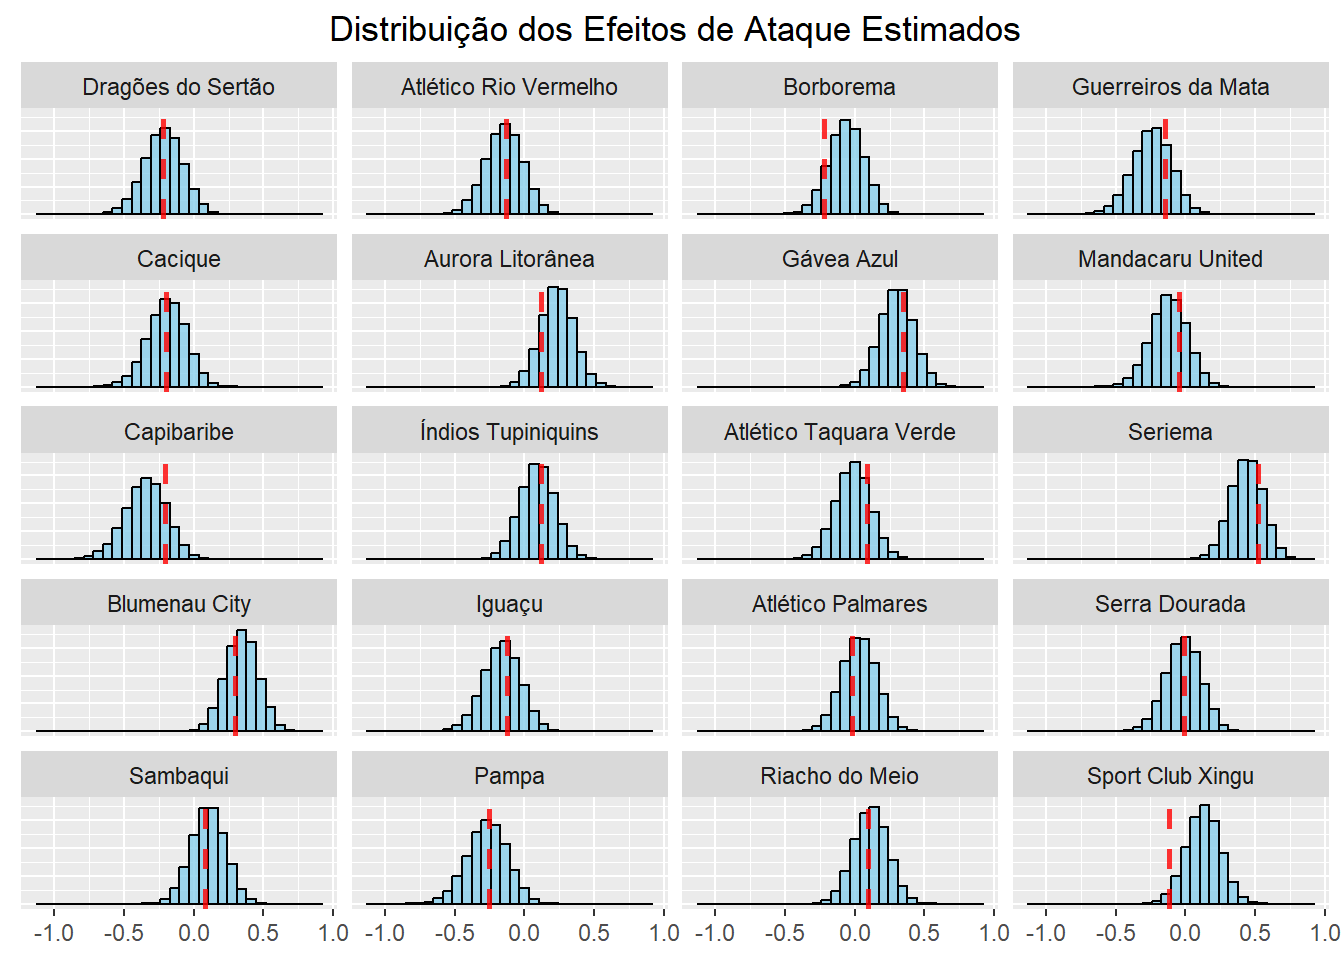 Distribuição dos Efeitos de Ataque Estimados
Dragões do Sertão
Atlético Rio Vermelho
Borborema
Guerreiros da Mata
Cacique
Aurora Litorânea
Gávea Azul
Mandacaru United
Capibaribe
Índios Tupiniquins
Atlético Taquara Verde
Seriema
Blumenau City
Iguaçu
Atlético Palmares
Serra Dourada
Sambaqui
Pampa
Riacho do Meio
Sport Club Xingu
-1.0 -0.5 0.0 0.5 1.0
-1.0 -0.5 0.0 0.5 1.0
-1.0 -0.5 0.0 0.5 1.0
-1.0 -0.5 0.0 0.5 1.0